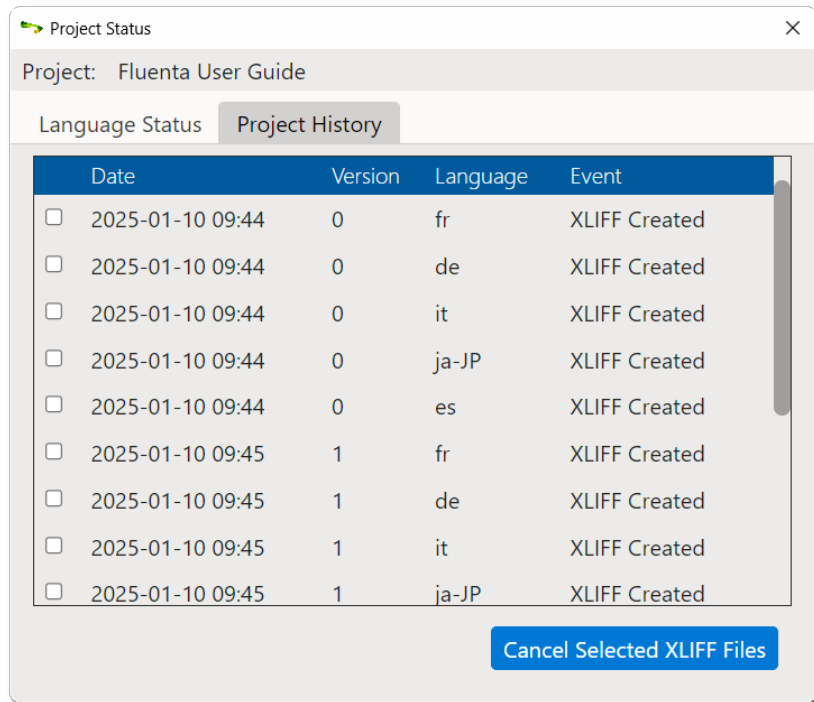 Project Status
Project: Fluenta User Guide
Language Status Project History
Date Version Language Event
2025-01-10 09:44 0 fr XLIFF Created
2025-01-10 09:44 0 de XLIFF Created
2025-01-10 09:44 0 it XLIFF Created
2025-01-10 09:44 0 ja-JP XLIFF Created
2025-01-10 09:44 0 es XLIFF Created
2025-01-10 09:45 1 fr XLIFF Created
2025-01-10 09:45 1 de XLIFF Created
2025-01-10 09:45 1 it XLIFF Created
2025-01-10 09:45 1 ja-JP XLIFF Created
Cancel Selected XLIFF Files